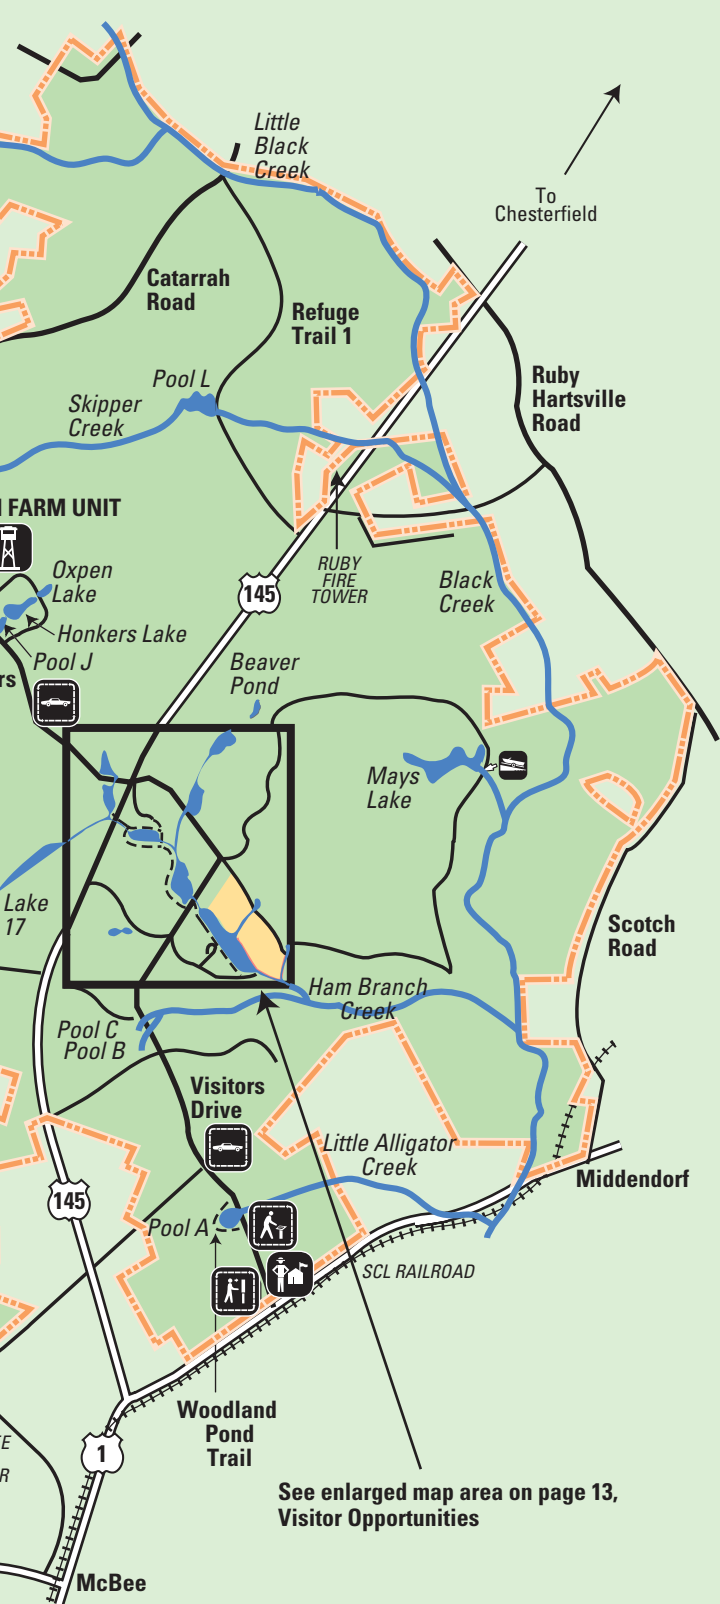 Little
Black
Creek
To
Chesterfield
Catarrah
Road
Refuge
Trail 1
Pool L
Skipper
Creek
Ruby
Hartsville
Road
FARM UNIT
RUBY
FIRE
TOWER
Oxpen
Lake
145
Black
Creek
Honkers Lake
Pool J
rs
Beaver
Pond
Mays
Lake
Lake
17
Scotch
Road
Ham Branch
Creek
Pool C
Pool B
Visitors
Drive
Little Alligator
Creek
Middendorf
145
Pool A
SCL RAILROAD
Woodland
Pond
Trail
1
E
R
See enlarged map area on page 13,
Visitor Opportunities
McBee